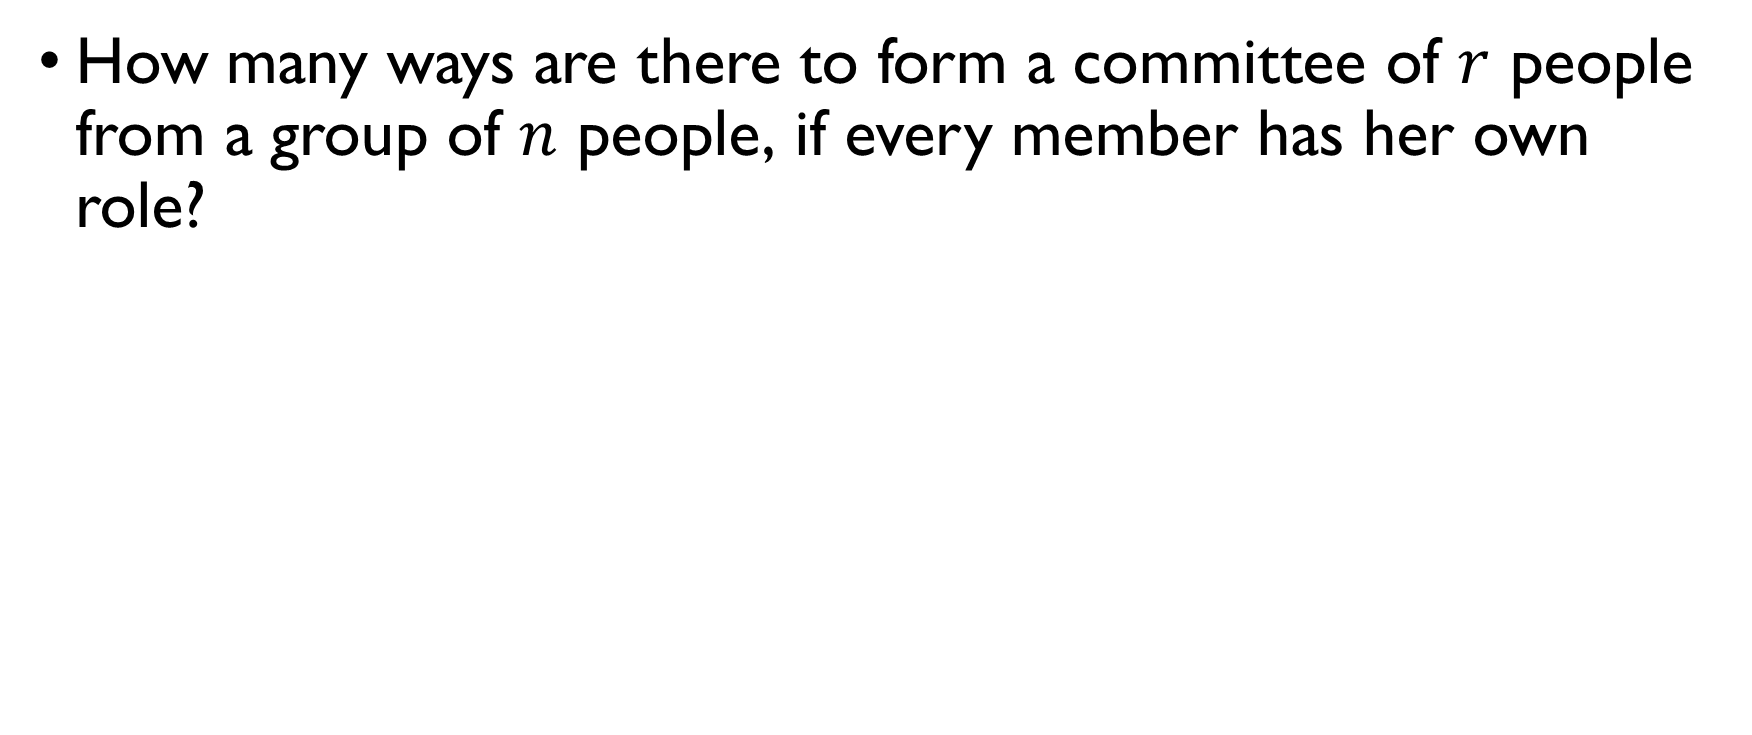 • How many ways are there to form a committee of r people
from a group of n people, if every member has her own
role?